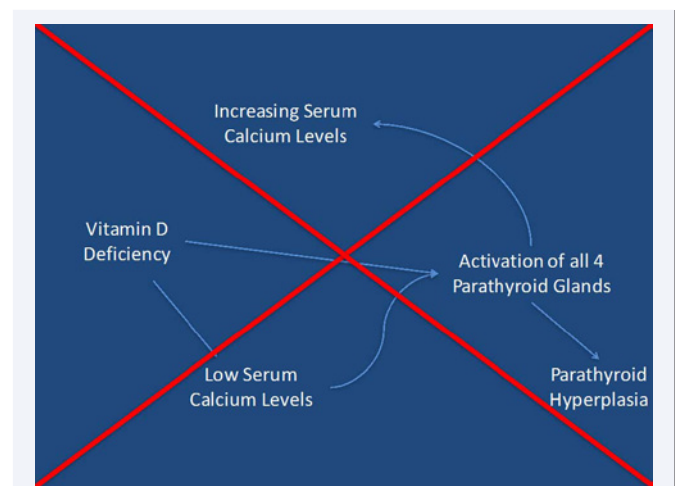 Increasing Serum
Calcium Levels
Vitamin D
Deficiency
Activation of all 4
Parathyroid Glands
Low Serum
Calcium Levels
Parathyroid
Hyperplasia